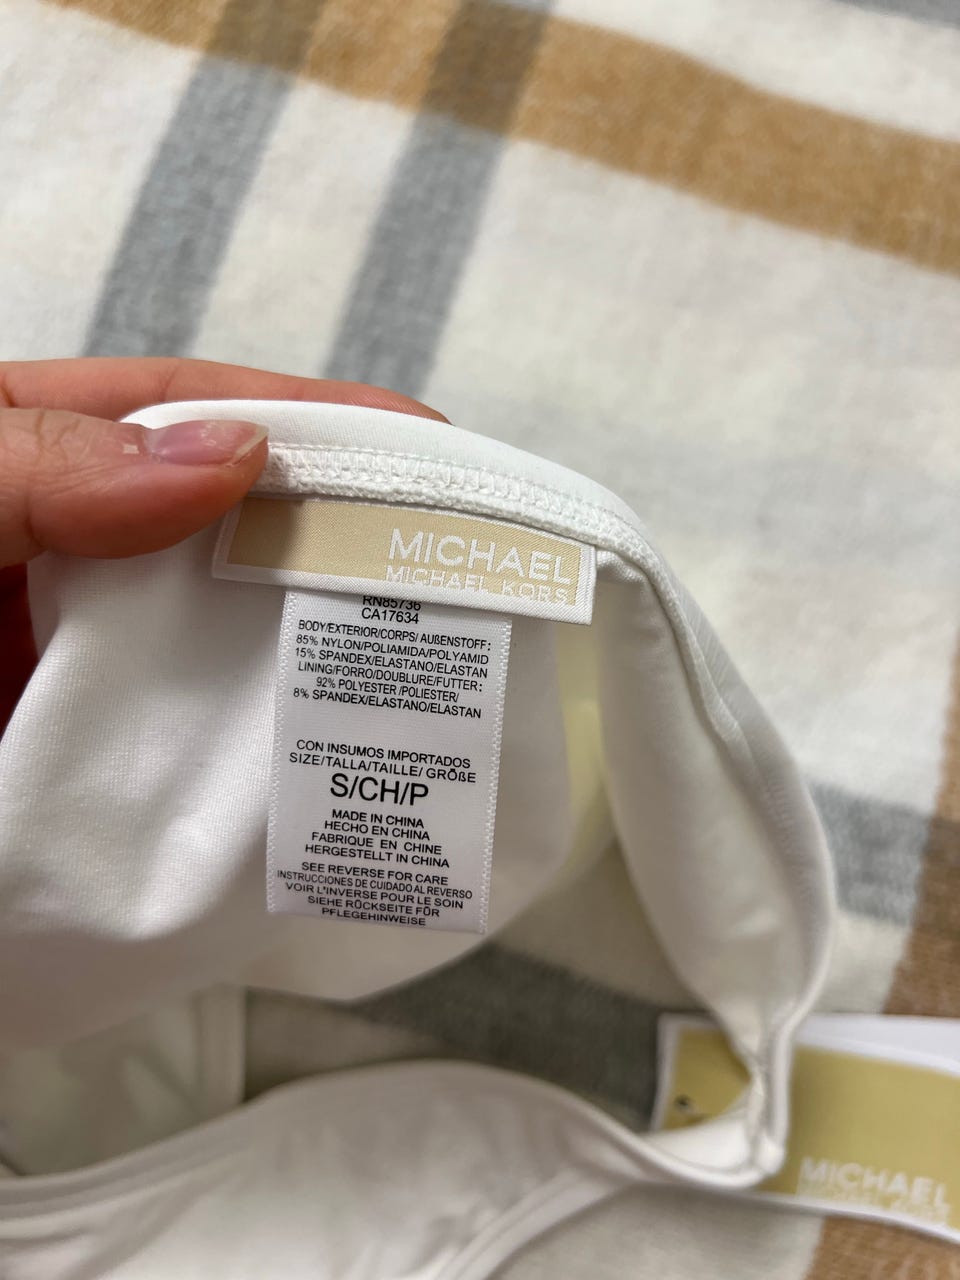 MICHAEL
MICHAEL KORS
RN85736
CA17634
BODY/EXTERIOR/CORPS/ AUßENSTOFF:
85% NYLON/POLIAMIDA/POLYAMID
15% SPANDEX/ELASTANO/ELASTAN
LINING/FORRO/DOUBLURE/FUTTER:
92% POLYESTER /POLIESTER/
8% SPANDEX/ELASTANO/ELASTAN
CON INSUMOS IMPORTADOS
SIZE/TALLA/TAILLE/ GRÖßE
S/CH/P
MADE IN CHINA
HECHO EN CHINA
FABRIQUE EN CHINE
HERGESTELLT IN CHINA
SEE REVERSE FOR CARE
INSTRUCCIONES DE CUIDADO AL REVERSO
VOIR L'INVERSE POUR LE SOIN
SIEHE RÜCKSEITE FÜR
PFLEGEHINWEISE
MICHAEL
MICHAEL KORS